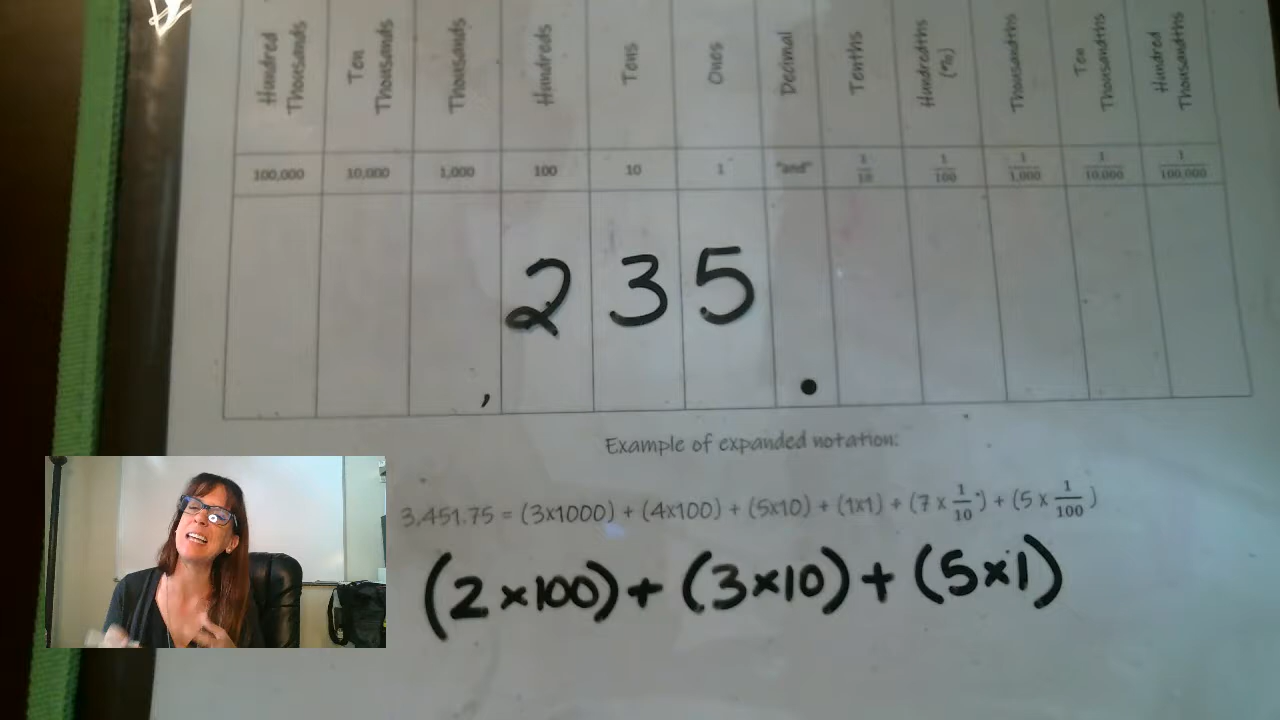 Hundred Thousands Ten Thousands Thousands Hundreds Tens Ones Decimal Tenths Hundredths (%) Thousandths Ten Thousandths Hundred Thousandths
100,000 10,000 1,000 100 10 1 "and" 1/10 1/100 1/1,000 1/10,000 1/100,000
, 2 3 5 .
Example of expanded notation:
3,451.75 = (3x1000) + (4x100) + (5x10) + (1x1) + (7 x 1/10) + (5 x 1/100)
(2 x 100) + (3 x 10) + (5 x 1)